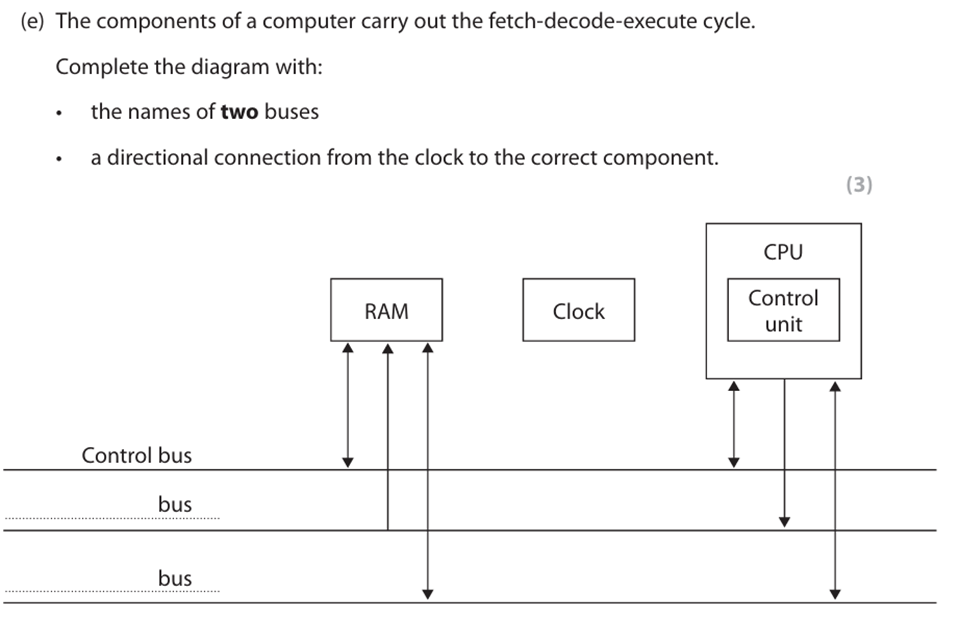 (e) The components of a computer carry out the fetch-decode-execute cycle.
Complete the diagram with:
• the names of two buses
• a directional connection from the clock to the correct component.
(3)
CPU
RAM
Clock
Control
unit
Control bus
bus
bus